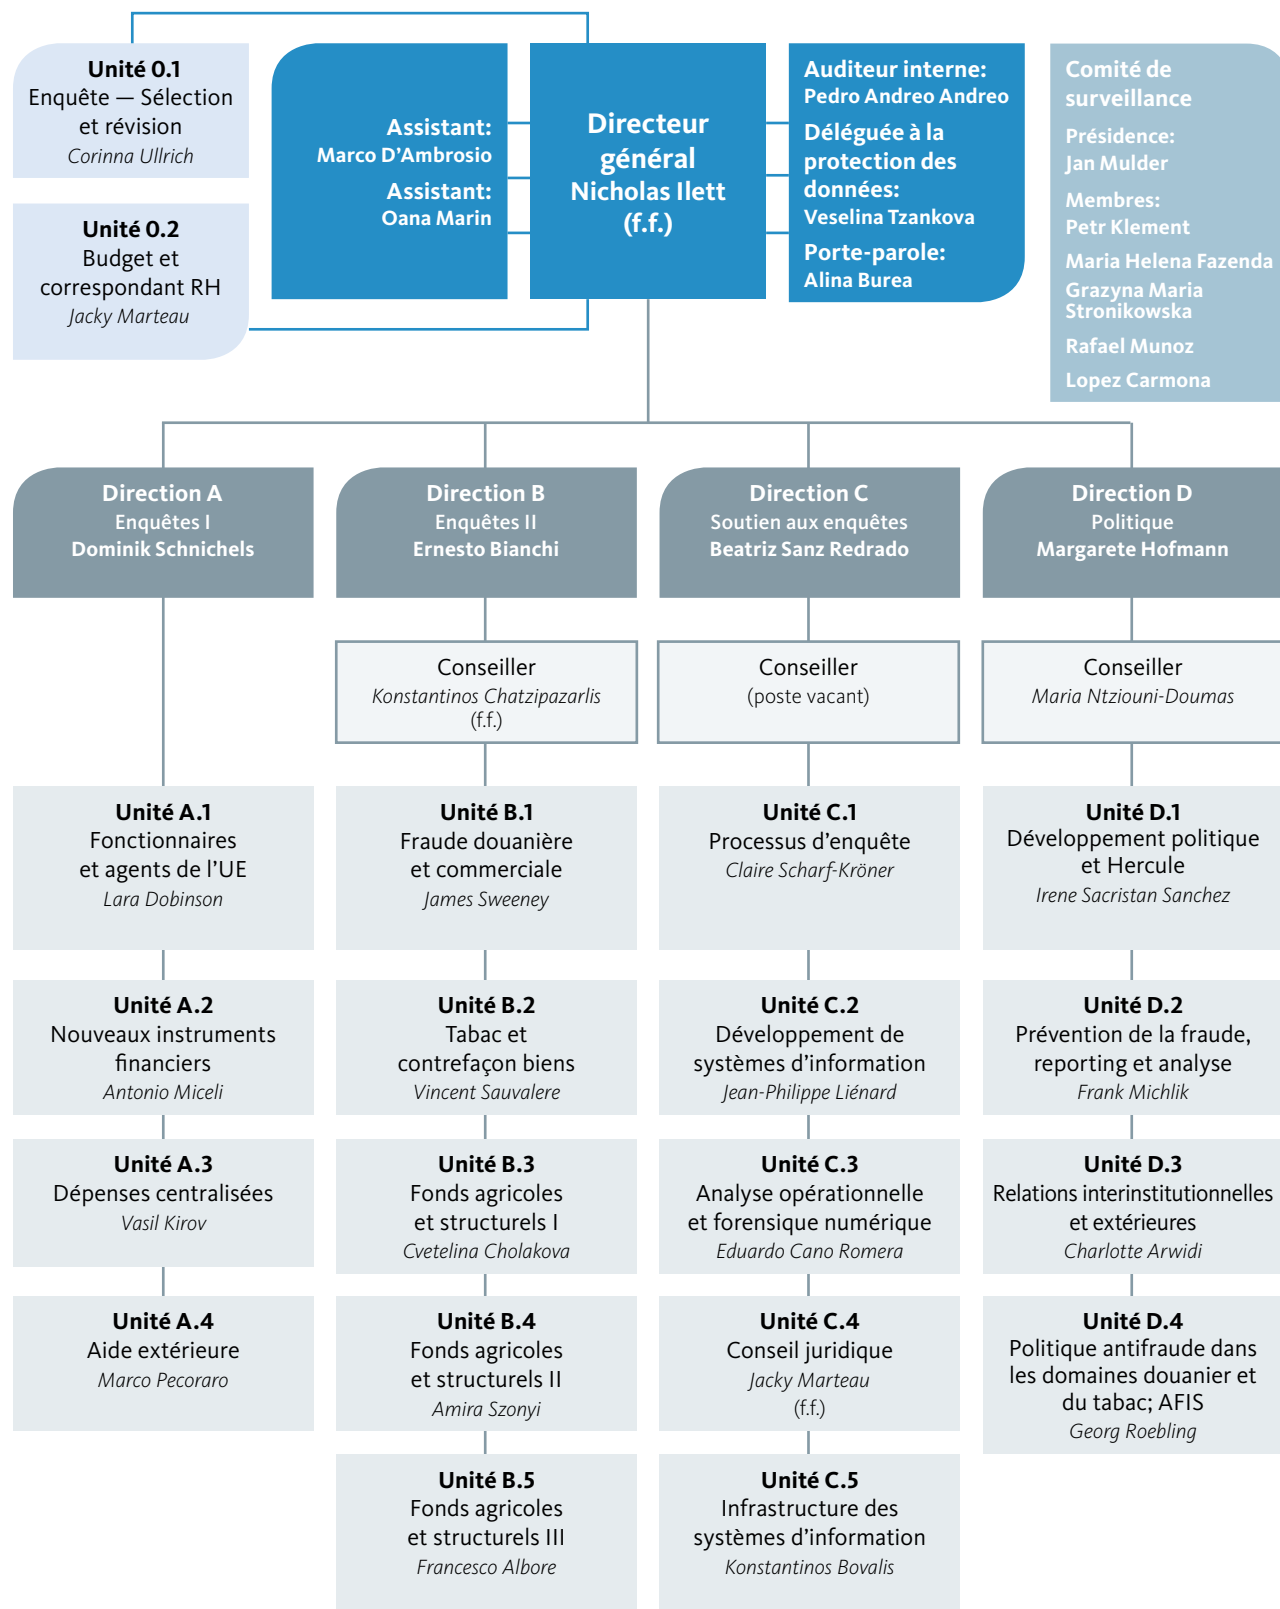 Unité 0.1
Enquête — Sélection
et révision
Corinna Ullrich
Unité 0.2
Budget et
correspondant RH
Jacky Marteau
Assistant:
Marco D’Ambrosio
Assistant:
Oana Marin
Directeur
général
Nicholas Ilett
(f.f.)
Auditeur interne:
Pedro Andreo Andreo
Déléguée à la
protection des
données:
Veselina Tzankova
Porte-parole:
Alina Burea
Comité de
surveillance
Présidence:
Jan Mulder
Membres:
Petr Klement
Maria Helena Fazenda
Grazyna Maria
Stronikowska
Rafael Munoz
Lopez Carmona
Direction A
Enquêtes I
Dominik Schnichels
Unité A.1
Fonctionnaires
et agents de l’UE
Lara Dobinson
Unité A.2
Nouveaux instruments
financiers
Antonio Miceli
Unité A.3
Dépenses centralisées
Vasil Kirov
Unité A.4
Aide extérieure
Marco Pecoraro
Direction B
Enquêtes II
Ernesto Bianchi
Conseiller
Konstantinos Chatzipazarlis
(f.f.)
Unité B.1
Fraude douanière
et commerciale
James Sweeney
Unité B.2
Tabac et
contrefaçon biens
Vincent Sauvalere
Unité B.3
Fonds agricoles
et structurels I
Cvetelina Cholakova
Unité B.4
Fonds agricoles
et structurels II
Amira Szonyi
Unité B.5
Fonds agricoles
et structurels III
Francesco Albore
Direction C
Soutien aux enquêtes
Beatriz Sanz Redrado
Conseiller
(poste vacant)
Unité C.1
Processus d’enquête
Claire Scharf-Kröner
Unité C.2
Développement de
systèmes d’information
Jean-Philippe Liénard
Unité C.3
Analyse opérationnelle
et forensique numérique
Eduardo Cano Romera
Unité C.4
Conseil juridique
Jacky Marteau
(f.f.)
Unité C.5
Infrastructure des
systèmes d’information
Konstantinos Bovalis
Direction D
Politique
Margarete Hofmann
Conseiller
Maria Ntziouni-Doumas
Unité D.1
Développement politique
et Hercule
Irene Sacristan Sanchez
Unité D.2
Prévention de la fraude,
reporting et analyse
Frank Michlik
Unité D.3
Relations interinstitutionnelles
et extérieures
Charlotte Arwidi
Unité D.4
Politique antifraude dans
les domaines douanier et
du tabac; AFIS
Georg Roebling